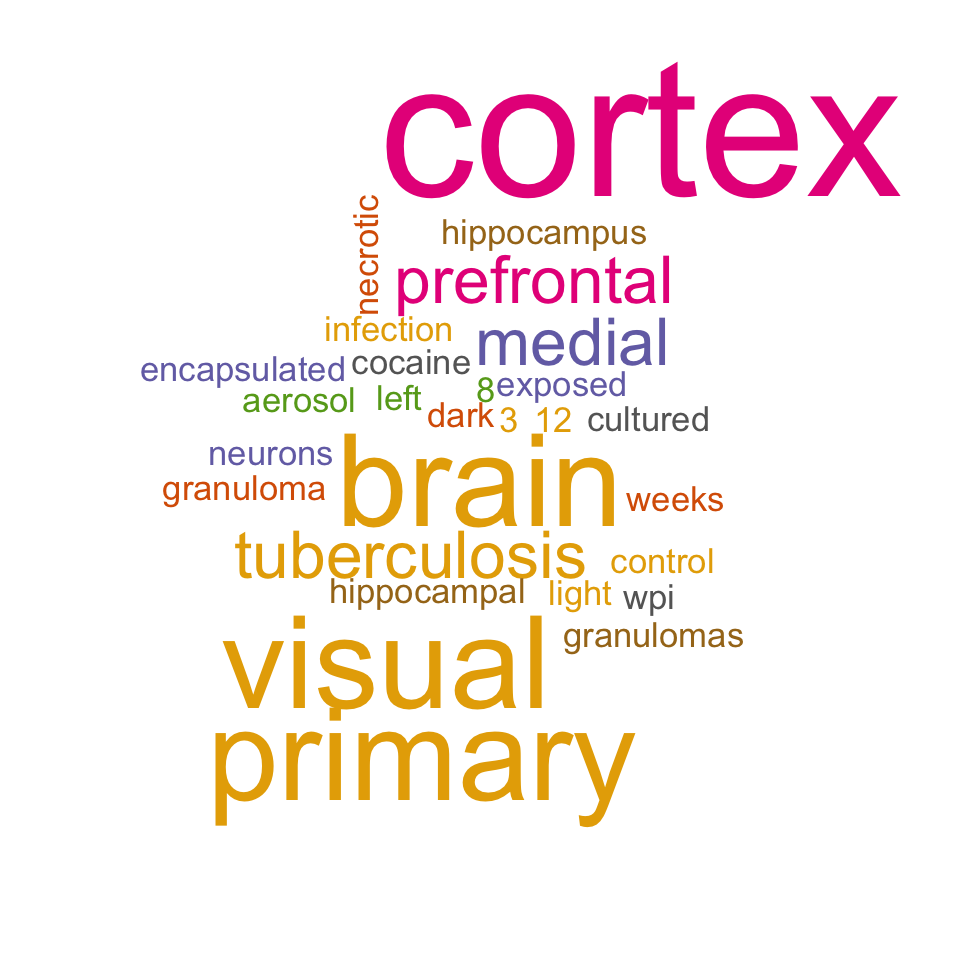 cortex
necrotic
hippocampus
prefrontal
infection
medial
encapsulated
cocaine
8
exposed
aerosol
left
dark
3
12
cultured
neurons
brain
granuloma
weeks
tuberculosis
control
hippocampal
light
wpi
visual
granulomas
primary